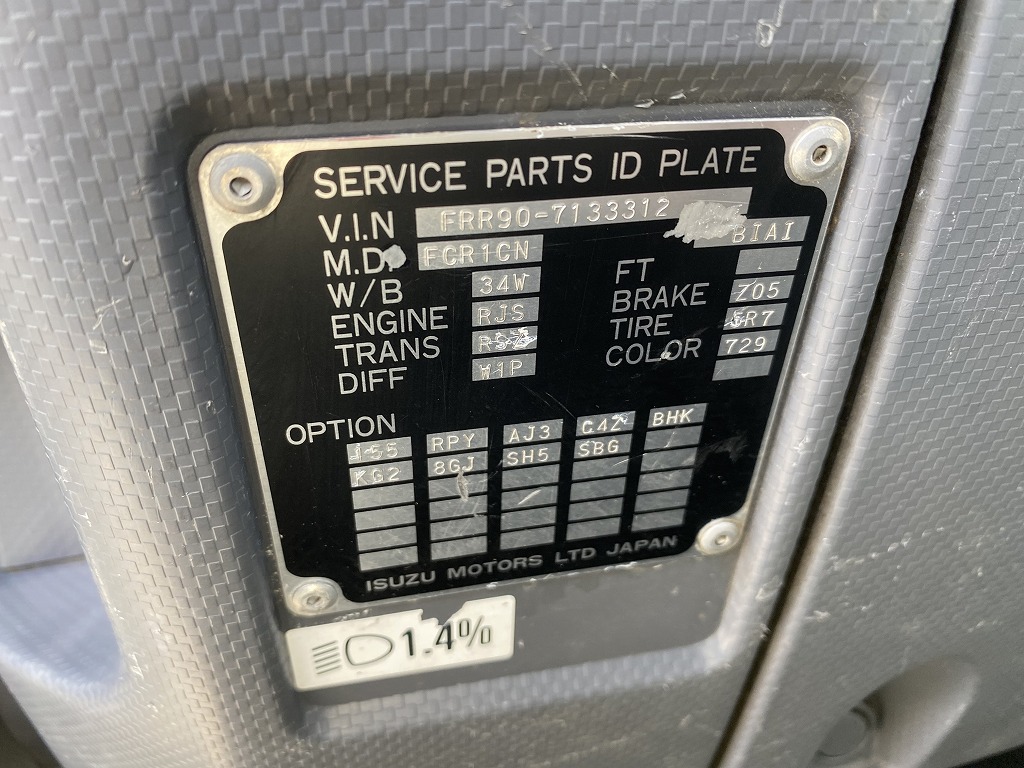 SERVICE PARTS ID PLATE
V.I.N FRR90-7133312
M.D. FCR1CN BIAI
W/B 34W FT
ENGINE RJS BRAKE Z05
TRANS TIRE
DIFF W1P COLOR 729
OPTION
RPY AJ3 C4Z BHK
KG2 8GJ SH5 SBG
ISUZU MOTORS LTD JAPAN
1.4%